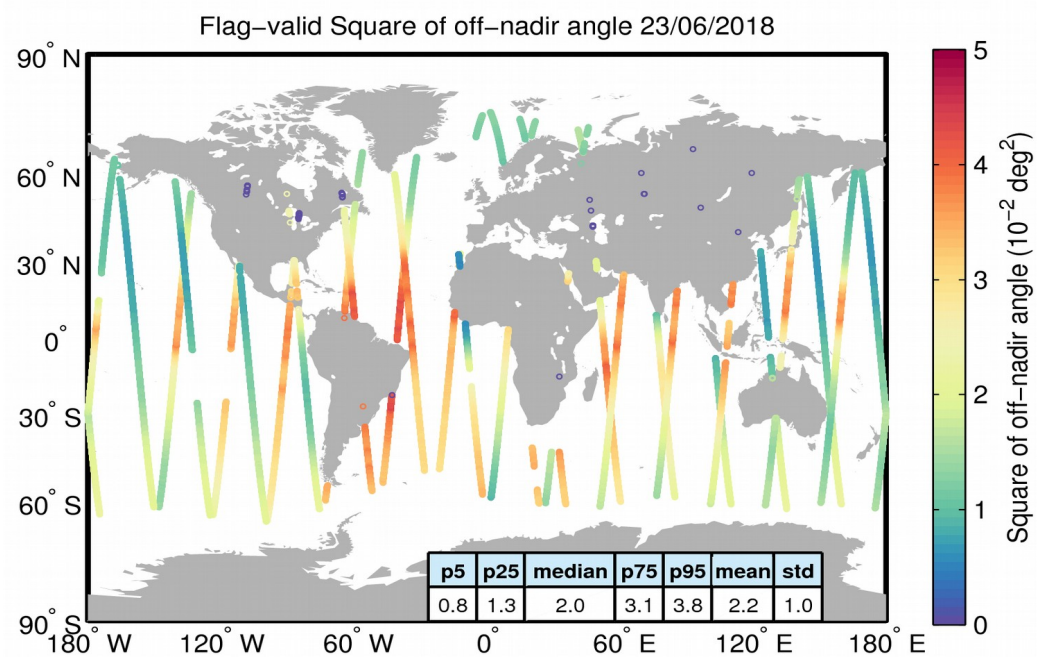 Flag−valid Square of off−nadir angle 23/06/2018
90° N
60° N
30° N
0°
30° S
60° S
90° S
180° W
120° W
60° W
0°
60° E
120° E
180° E
p5 p25 median p75 p95 mean std
0.8 1.3 2.0 3.1 3.8 2.2 1.0
5
4
3
2
1
0
Square of off−nadir angle (10⁻² deg²)